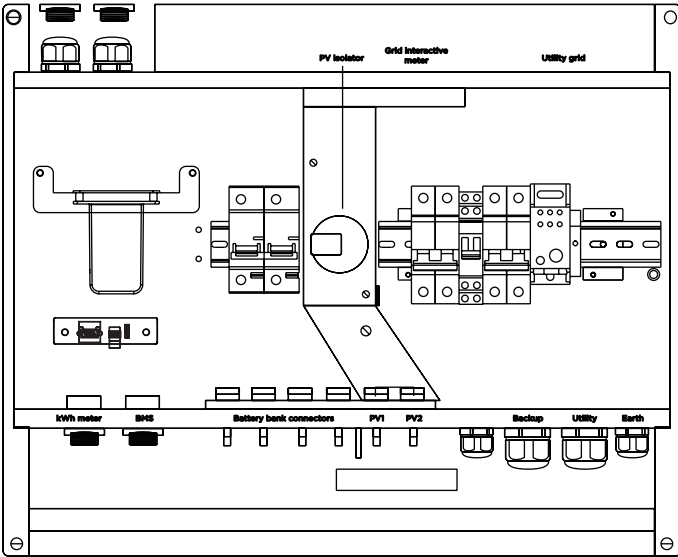 PV isolator
Grid interactive
meter
Utility grid
kWh meter
BMS
Battery bank connectors
PV1
PV2
Backup
Utility
Earth